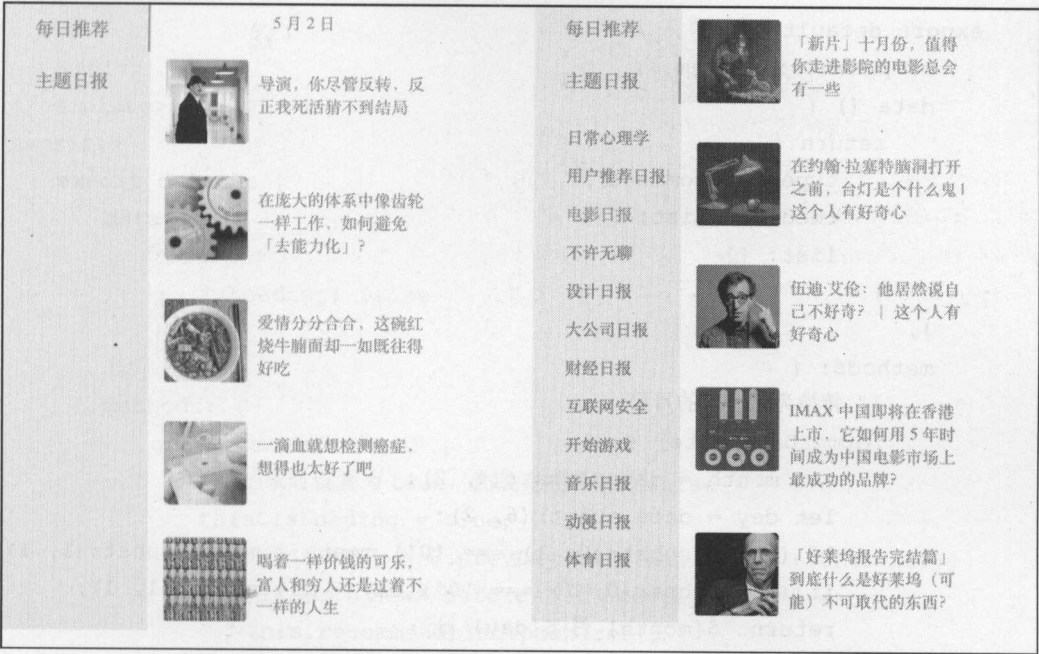 每日推荐
主题日报
5月2日
导演，你尽管反转，反
正我死活猜不到结局
在庞大的体系中像齿轮
一样工作，如何避免
「去能力化」？
爱情分分合合，这碗红
烧牛腩面却一如既往得
好吃
一滴血就想检测癌症，
想得也太好了吧
喝着一样价钱的可乐，
富人和穷人还是过着不
一样的人生
每日推荐
主题日报
日常心理学
用户推荐日报
电影日报
不许无聊
设计日报
大公司日报
财经日报
互联网安全
开始游戏
音乐日报
动漫日报
体育日报
「新片」十月份，值得
你走进影院的电影总会
有一些
在约翰·拉塞特脑洞打开
之前，台灯是个什么鬼 |
这个人有好奇心
伍迪·艾伦：他居然说自
己不好奇？ | 这个人有
好奇心
IMAX 中国即将在香港
上市，它如何用 5 年时
间成为中国电影市场上
最成功的品牌？
「好莱坞报告完结篇」
到底什么是好莱坞（可
能）不可取代的东西？